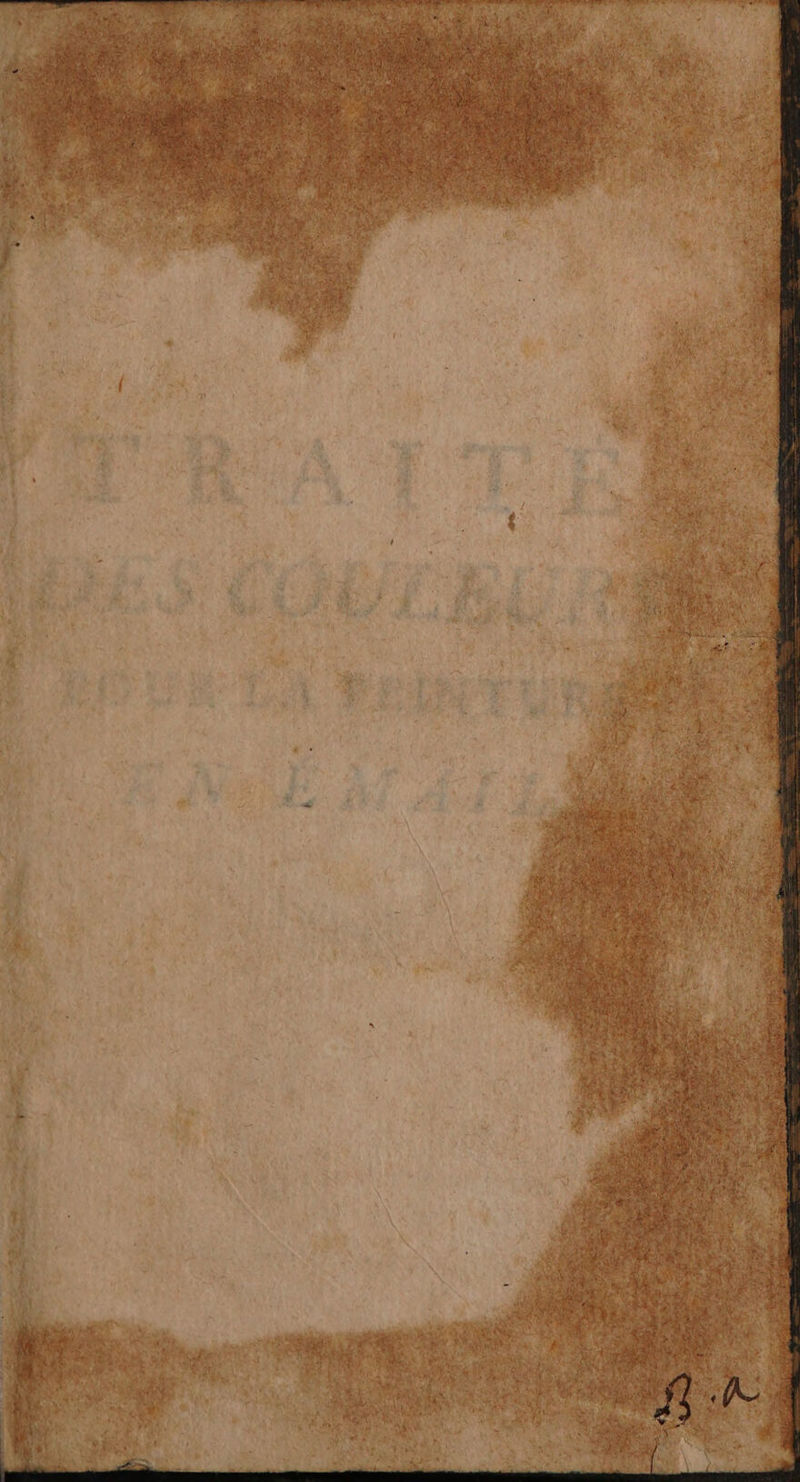 TRAITÉ
DES COULEURS
POUR LA PEINTURE
EN ÉMAIL
B.a